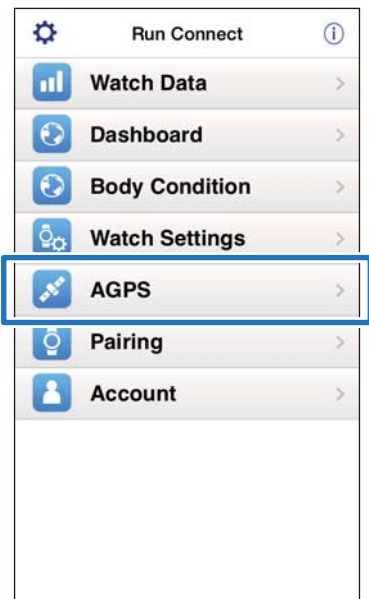 Run Connect
Watch Data
Dashboard
Body Condition
Watch Settings
AGPS
Pairing
Account